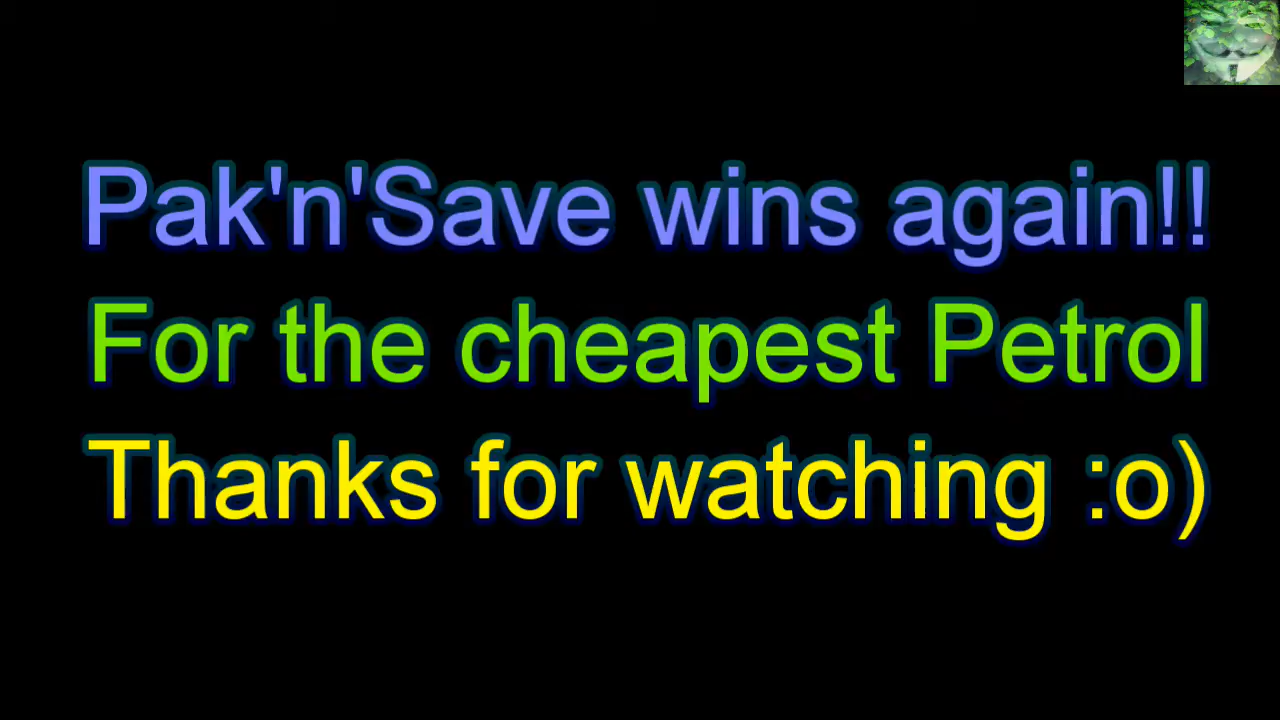 Pak'n'Save wins again!!
For the cheapest Petrol
Thanks for watching :o)